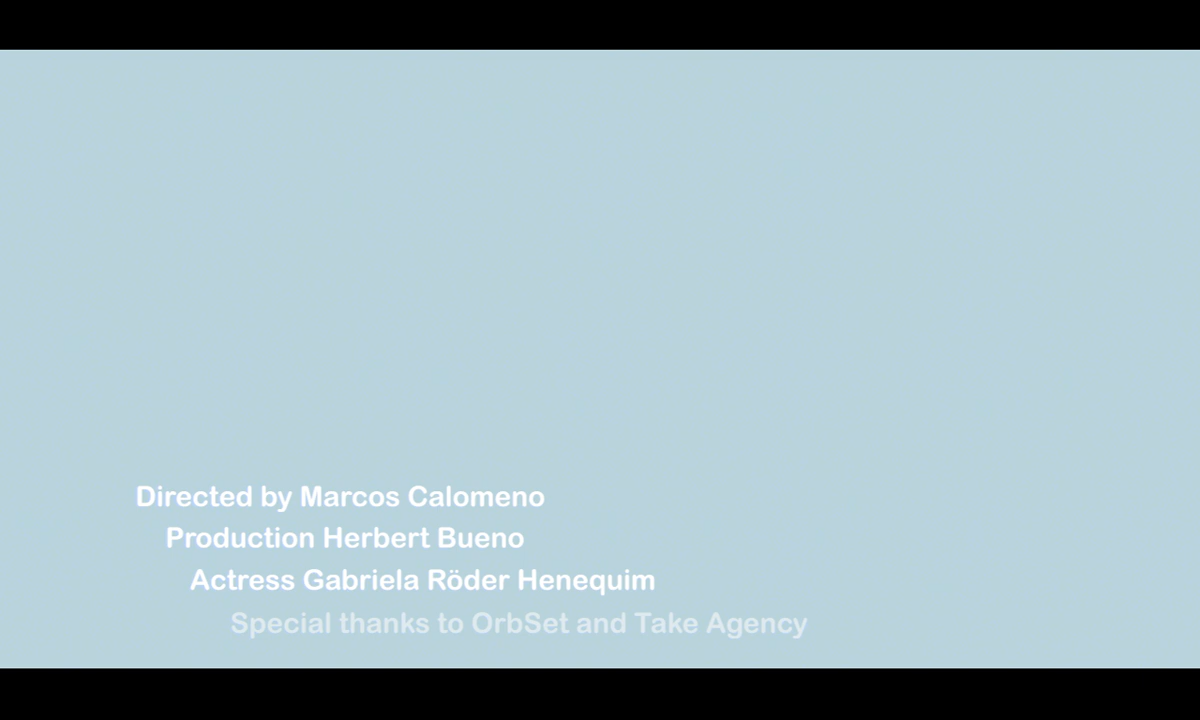 Directed by Marcos Calomeno
Production Herbert Bueno
Actress Gabriela Röder Henequim
Special thanks to OrbSet and Take Agency